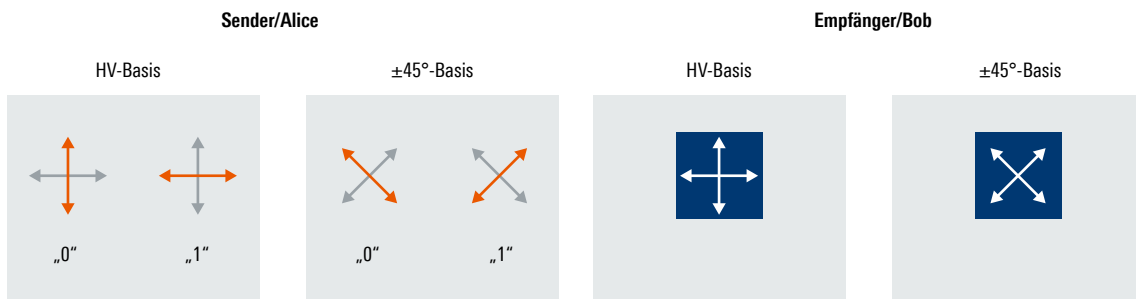 Sender/Alice
Empfänger/Bob
HV-Basis
±45°-Basis
HV-Basis
±45°-Basis
„0“
„1“
„0“
„1“